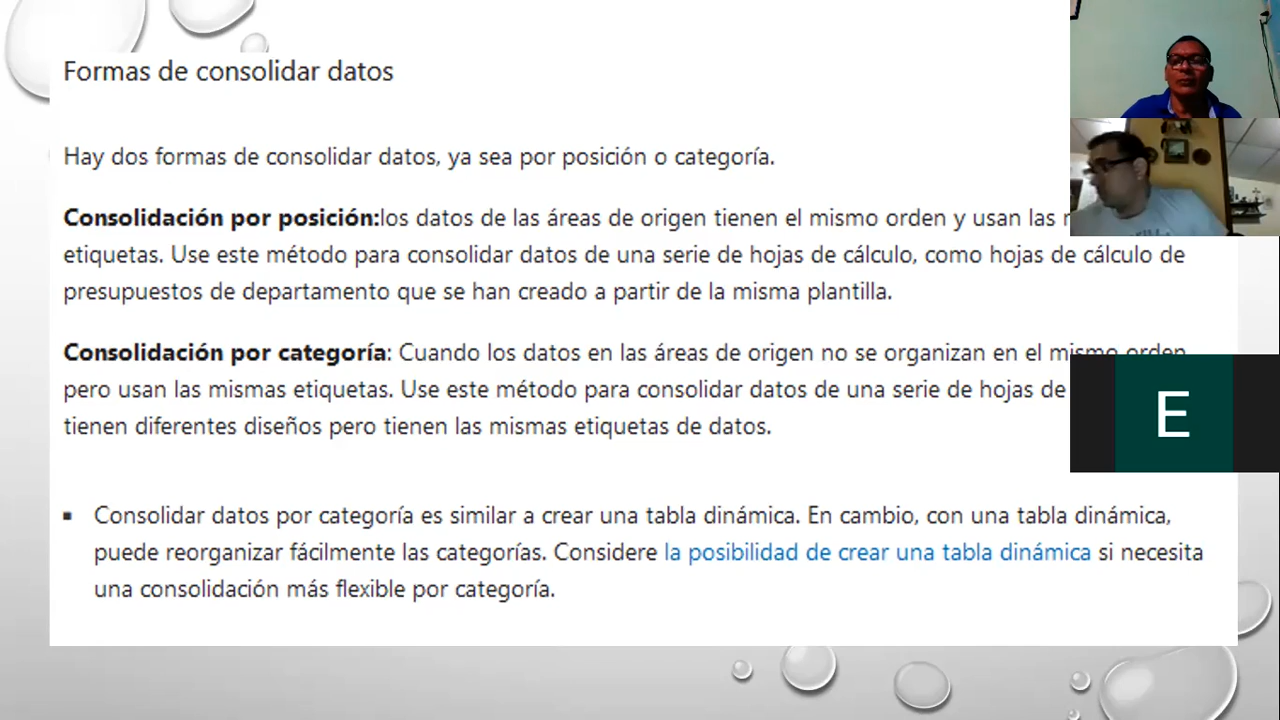 Formas de consolidar datos
Hay dos formas de consolidar datos, ya sea por posición o categoría.
Consolidación por posición:los datos de las áreas de origen tienen el mismo orden y usan las
etiquetas. Use este método para consolidar datos de una serie de hojas de cálculo, como hojas de cálculo de
presupuestos de departamento que se han creado a partir de la misma plantilla.
Consolidación por categoría: Cuando los datos en las áreas de origen no se organizan en el mismo orden
pero usan las mismas etiquetas. Use este método para consolidar datos de una serie de hojas de
E
tienen diferentes diseños pero tienen las mismas etiquetas de datos.
▪ Consolidar datos por categoría es similar a crear una tabla dinámica. En cambio, con una tabla dinámica,
puede reorganizar fácilmente las categorías. Considere la posibilidad de crear una tabla dinámica si necesita
una consolidación más flexible por categoría.